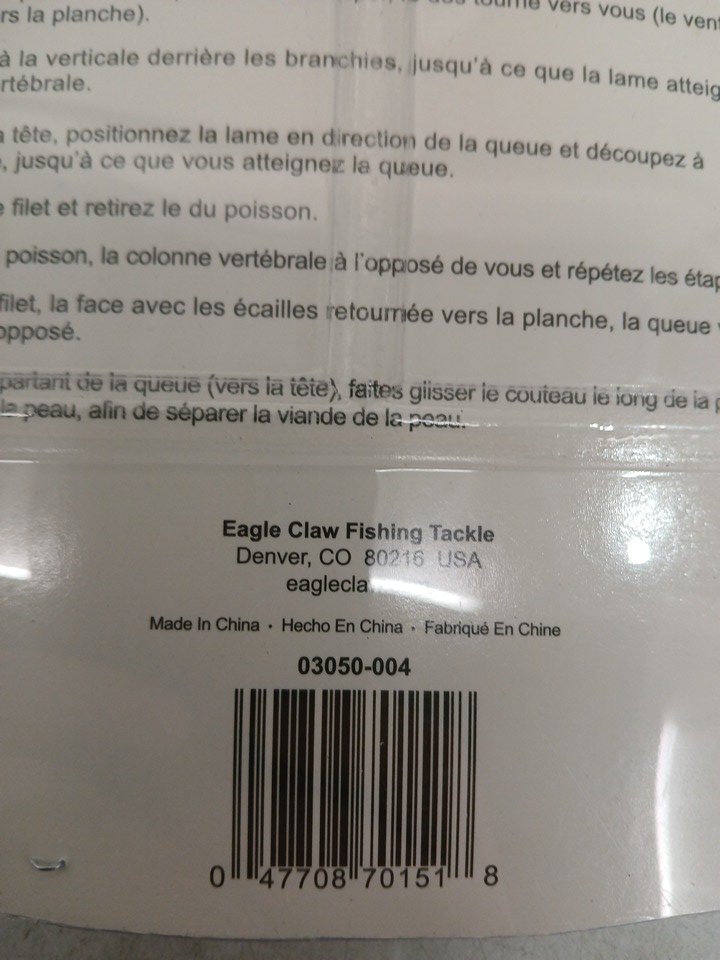 rs la planche).
tourne vers vous (le vent
à la verticale derrière les branchies, jusqu'à ce que la lame atteig
rtébrale.
a tête, positionnez la lame en direction de la queue et découpez à
, jusqu'à ce que vous atteignez la queue.
e filet et retirez le du poisson.
poisson, la colonne vertébrale à l'opposé de vous et répétez les étap
filet, la face avec les écailles retournée vers la planche, la queue
opposé.
partant de la queue (vers la tête), faites glisser le couteau le long de la
la peau, afin de séparer la viande de la peau.
Eagle Claw Fishing Tackle
Denver, CO 80216 USA
eaglecla
Made In China · Hecho En China · Fabriqué En Chine
03050-004
0 47708 70151 8